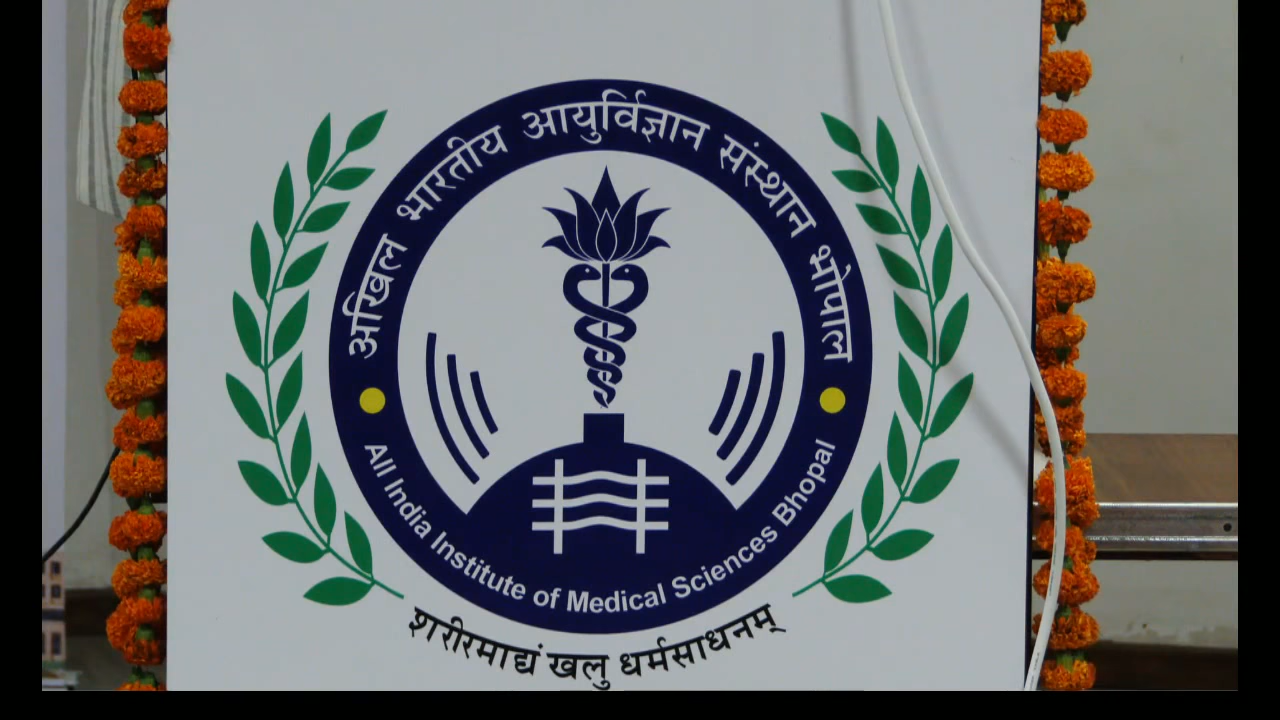 अखिल भारतीय आयुर्विज्ञान संस्थान भोपाल
All India Institute of Medical Sciences Bhopal
शरीरमाद्यं खलु धर्मसाधनम्